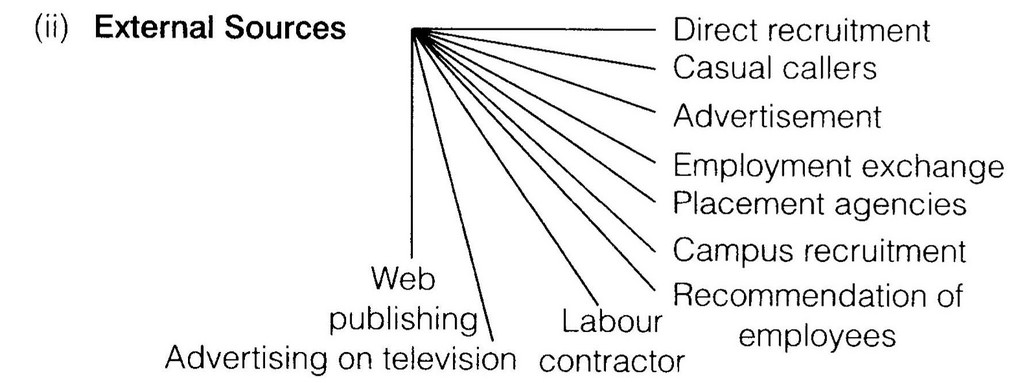 (ii) External Sources
Direct recruitment
Casual callers
Advertisement
Employment exchange
Placement agencies
Campus recruitment
Recommendation of
employees
Labour
contractor
Advertising on television
Web
publishing